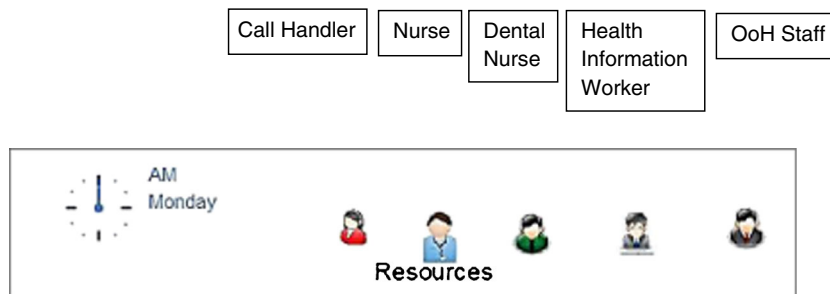 Call Handler
Nurse
Dental
Nurse
Health
Information
Worker
OoH Staff
AM
Monday
Resources